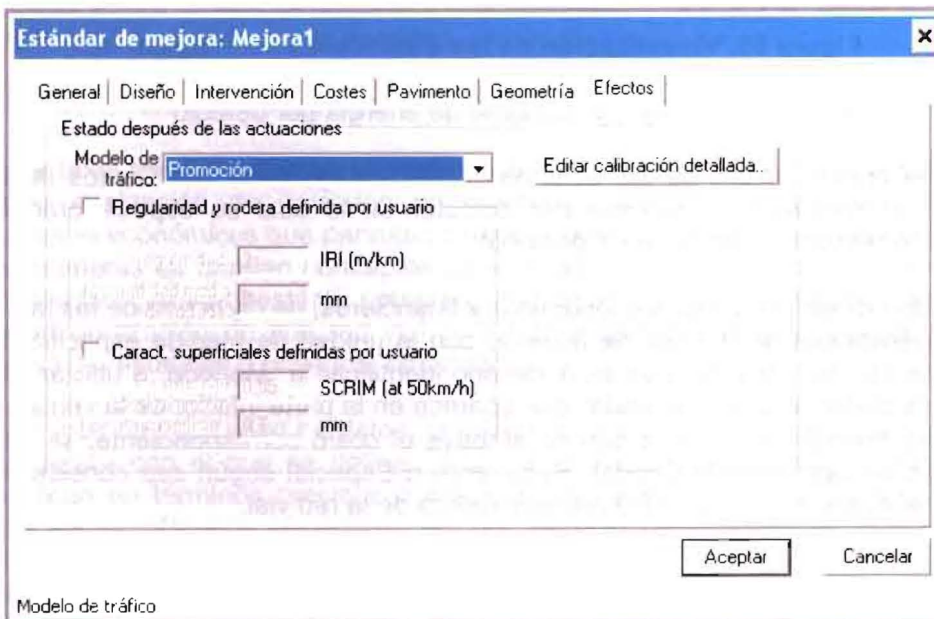 Estándar de mejora: Mejora1
General Diseño Intervención Costes Pavimento Geometría Efectos
Estado después de las actuaciones
Modelo de tráfico: Promoción Editar calibración detallada..
Regularidad y rodera definida por usuario
IRI (m/km)
mm
Caract. superficiales definidas por usuario
SCRIM (at 50km/h)
mm
Aceptar Cancelar
Modelo de tráfico